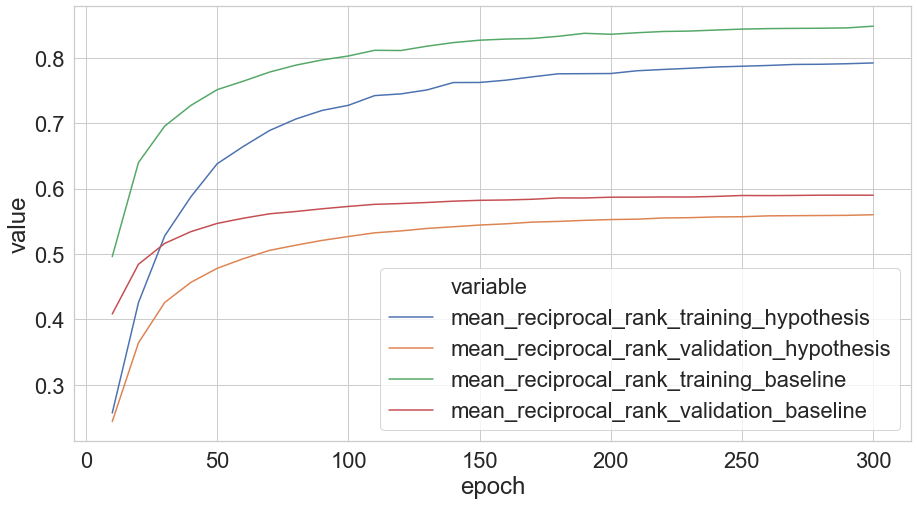 0.8
0.7
0.6
0.5
0.4
0.3
value
variable
mean_reciprocal_rank_training_hypothesis
mean_reciprocal_rank_validation_hypothesis
mean_reciprocal_rank_training_baseline
mean_reciprocal_rank_validation_baseline
0 50 100 150 200 250 300
epoch